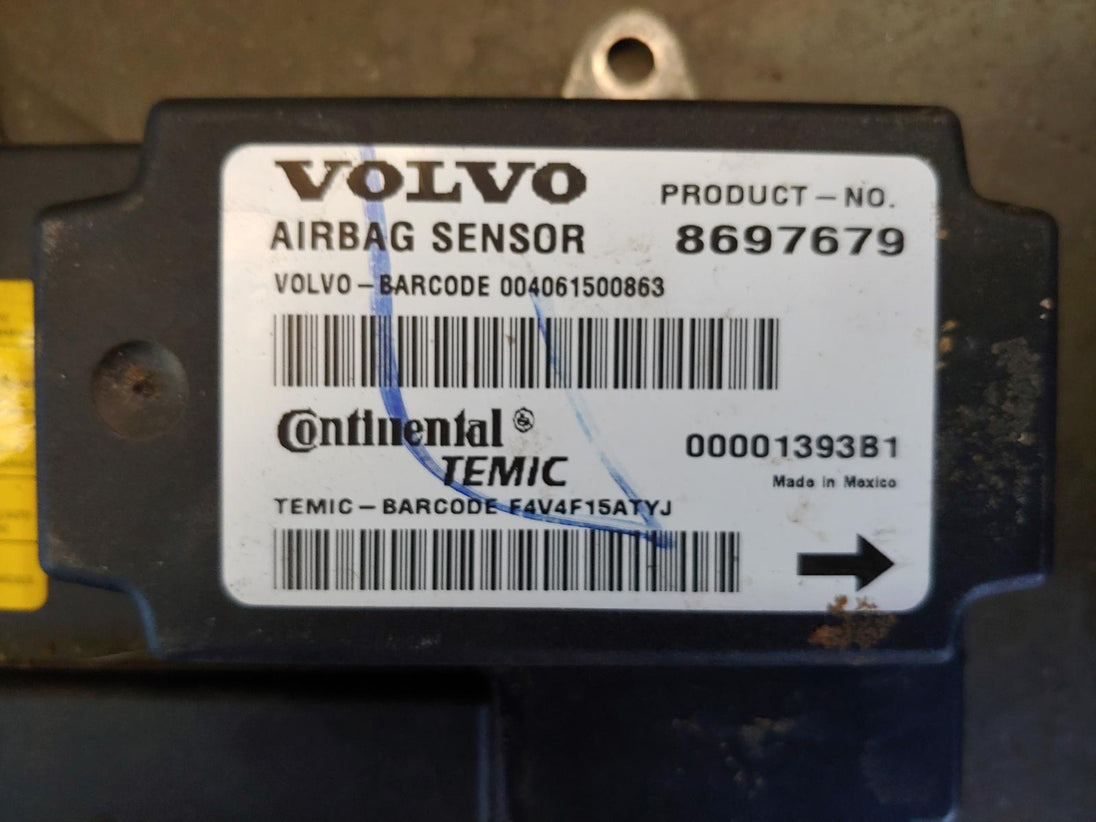 VOLVO
PRODUCT - NO.
AIRBAG SENSOR
8697679
VOLVO - BARCODE 004061500863
Continental ®
TEMIC
00001393B1
Made in Mexico
TEMIC - BARCODE F4V4F15ATYJ